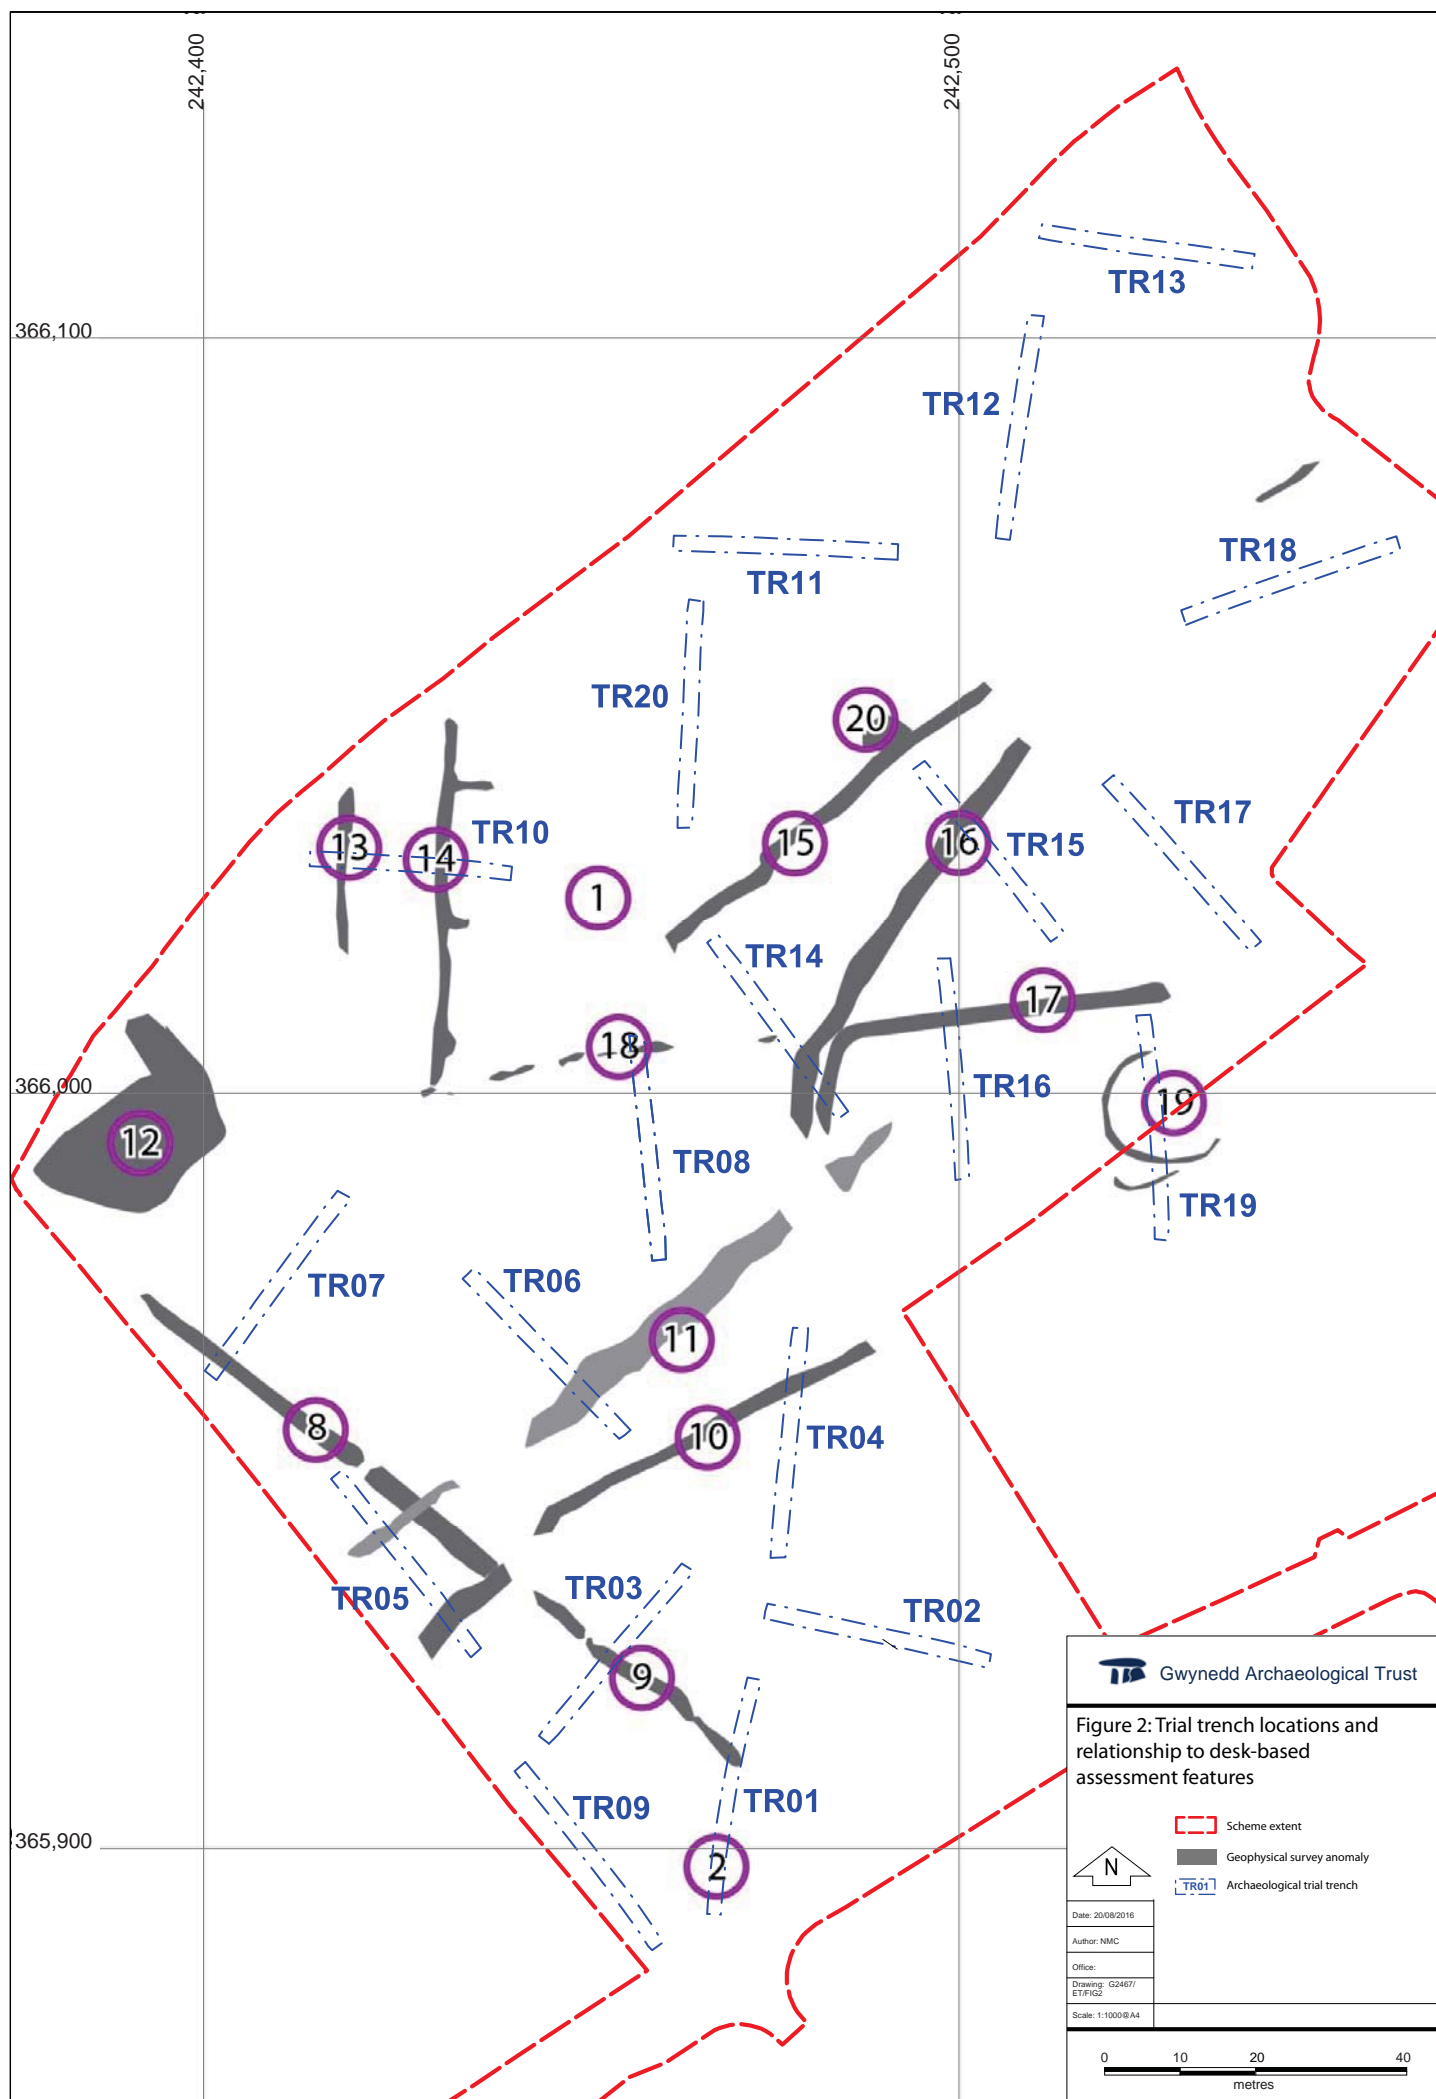 242,400
242,500
TR13
366,100
TR12
TR18
TR11
TR20
20
TR10
13
14
15
16
TR15
TR17
1
TR14
17
18
366,000
TR16
19
12
TR08
TR19
TR07
TR06
11
8
10
TR04
TR05
TR03
TR02
9
TR09
TR01
365,900
2
Gwynedd Archaeological Trust
Figure 2: Trial trench locations and
relationship to desk-based
assessment features
Scheme extent
N
Geophysical survey anomaly
TR01
Archaeological trial trench
Date: 20/08/2016
Author: NMC
Office:
Drawing: G2467/
ET/FIG2
Scale: 1:1000@A4
0 10 20 40
metres